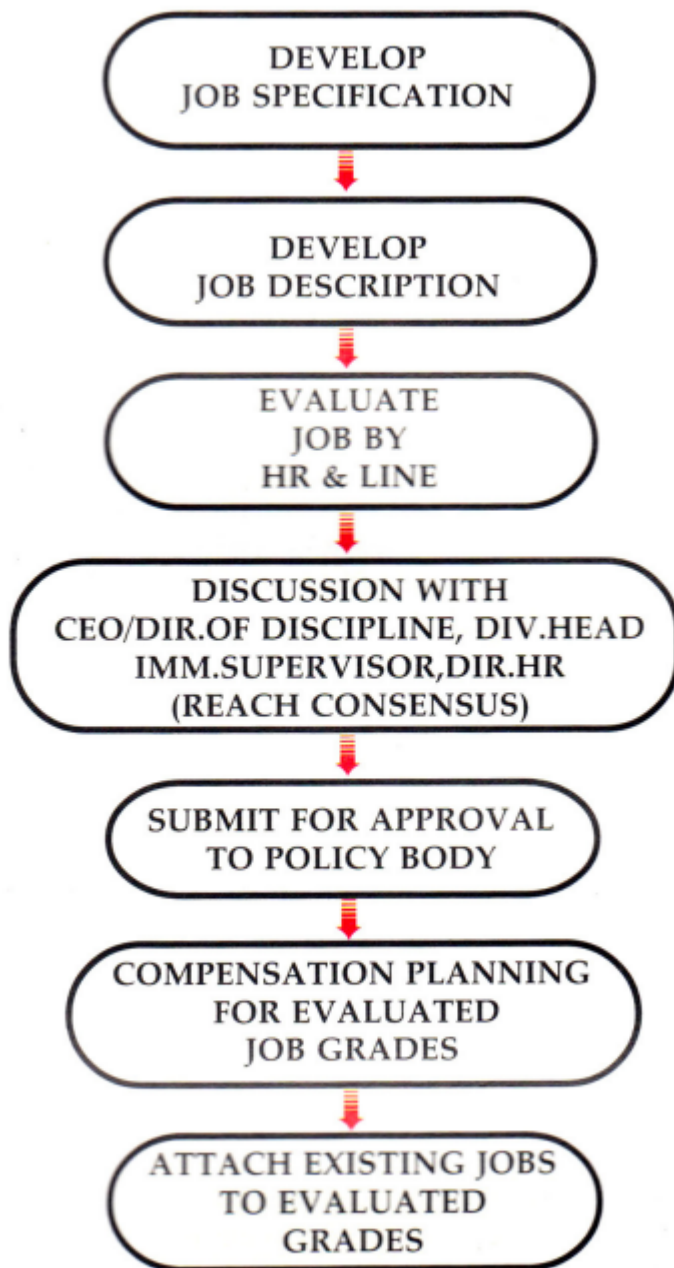 DEVELOP
JOB SPECIFICATION
DEVELOP
JOB DESCRIPTION
EVALUATE
JOB BY
HR & LINE
DISCUSSION WITH
CEO/DIR.OF DISCIPLINE, DIV.HEAD
IMM.SUPERVISOR,DIR.HR
(REACH CONSENSUS)
SUBMIT FOR APPROVAL
TO POLICY BODY
COMPENSATION PLANNING
FOR EVALUATED
JOB GRADES
ATTACH EXISTING JOBS
TO EVALUATED
GRADES